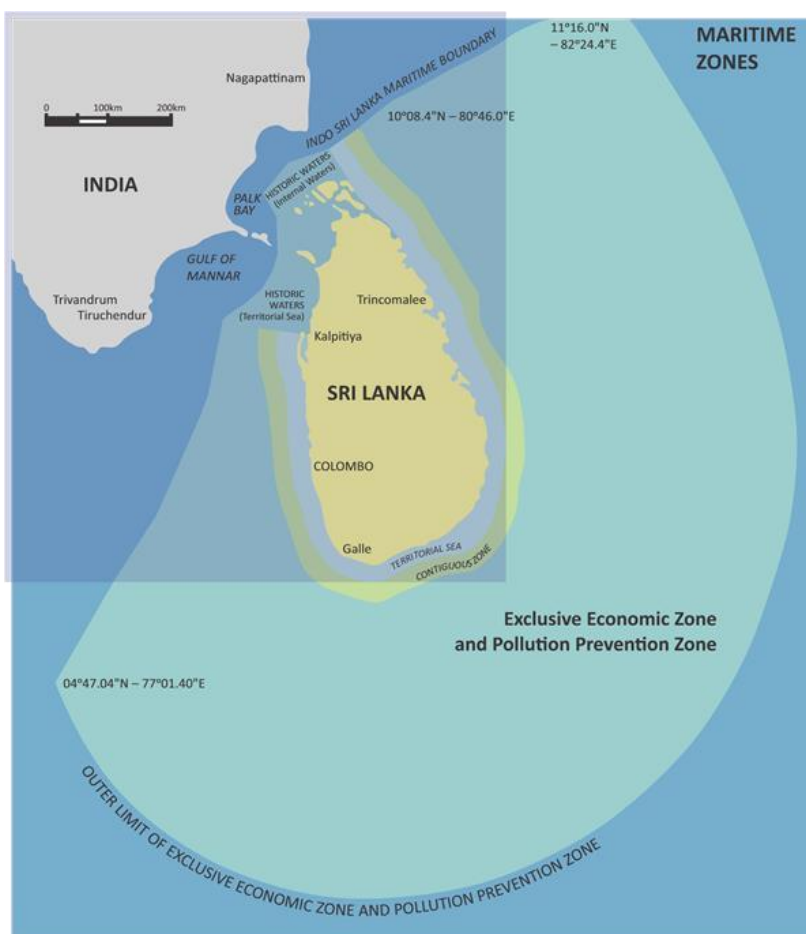 11°16.0"N
– 82°24.4"E
MARITIME
ZONES
Nagapattinam
0 100km 200km
INDO SRI LANKA MARITIME BOUNDARY
10°08.4"N – 80°46.0"E
INDIA
HISTORIC WATERS
(Internal Waters)
PALK
BAY
GULF OF
MANNAR
HISTORIC
WATERS
(Territorial Sea)
Trivandrum
Tiruchendur
Trincomalee
Kalpitiya
SRI LANKA
COLOMBO
Galle
TERRITORIAL SEA
CONTIGUOUS ZONE
Exclusive Economic Zone
and Pollution Prevention Zone
04°47.04"N – 77°01.40"E
OUTER LIMIT OF EXCLUSIVE ECONOMIC ZONE AND POLLUTION PREVENTION ZONE